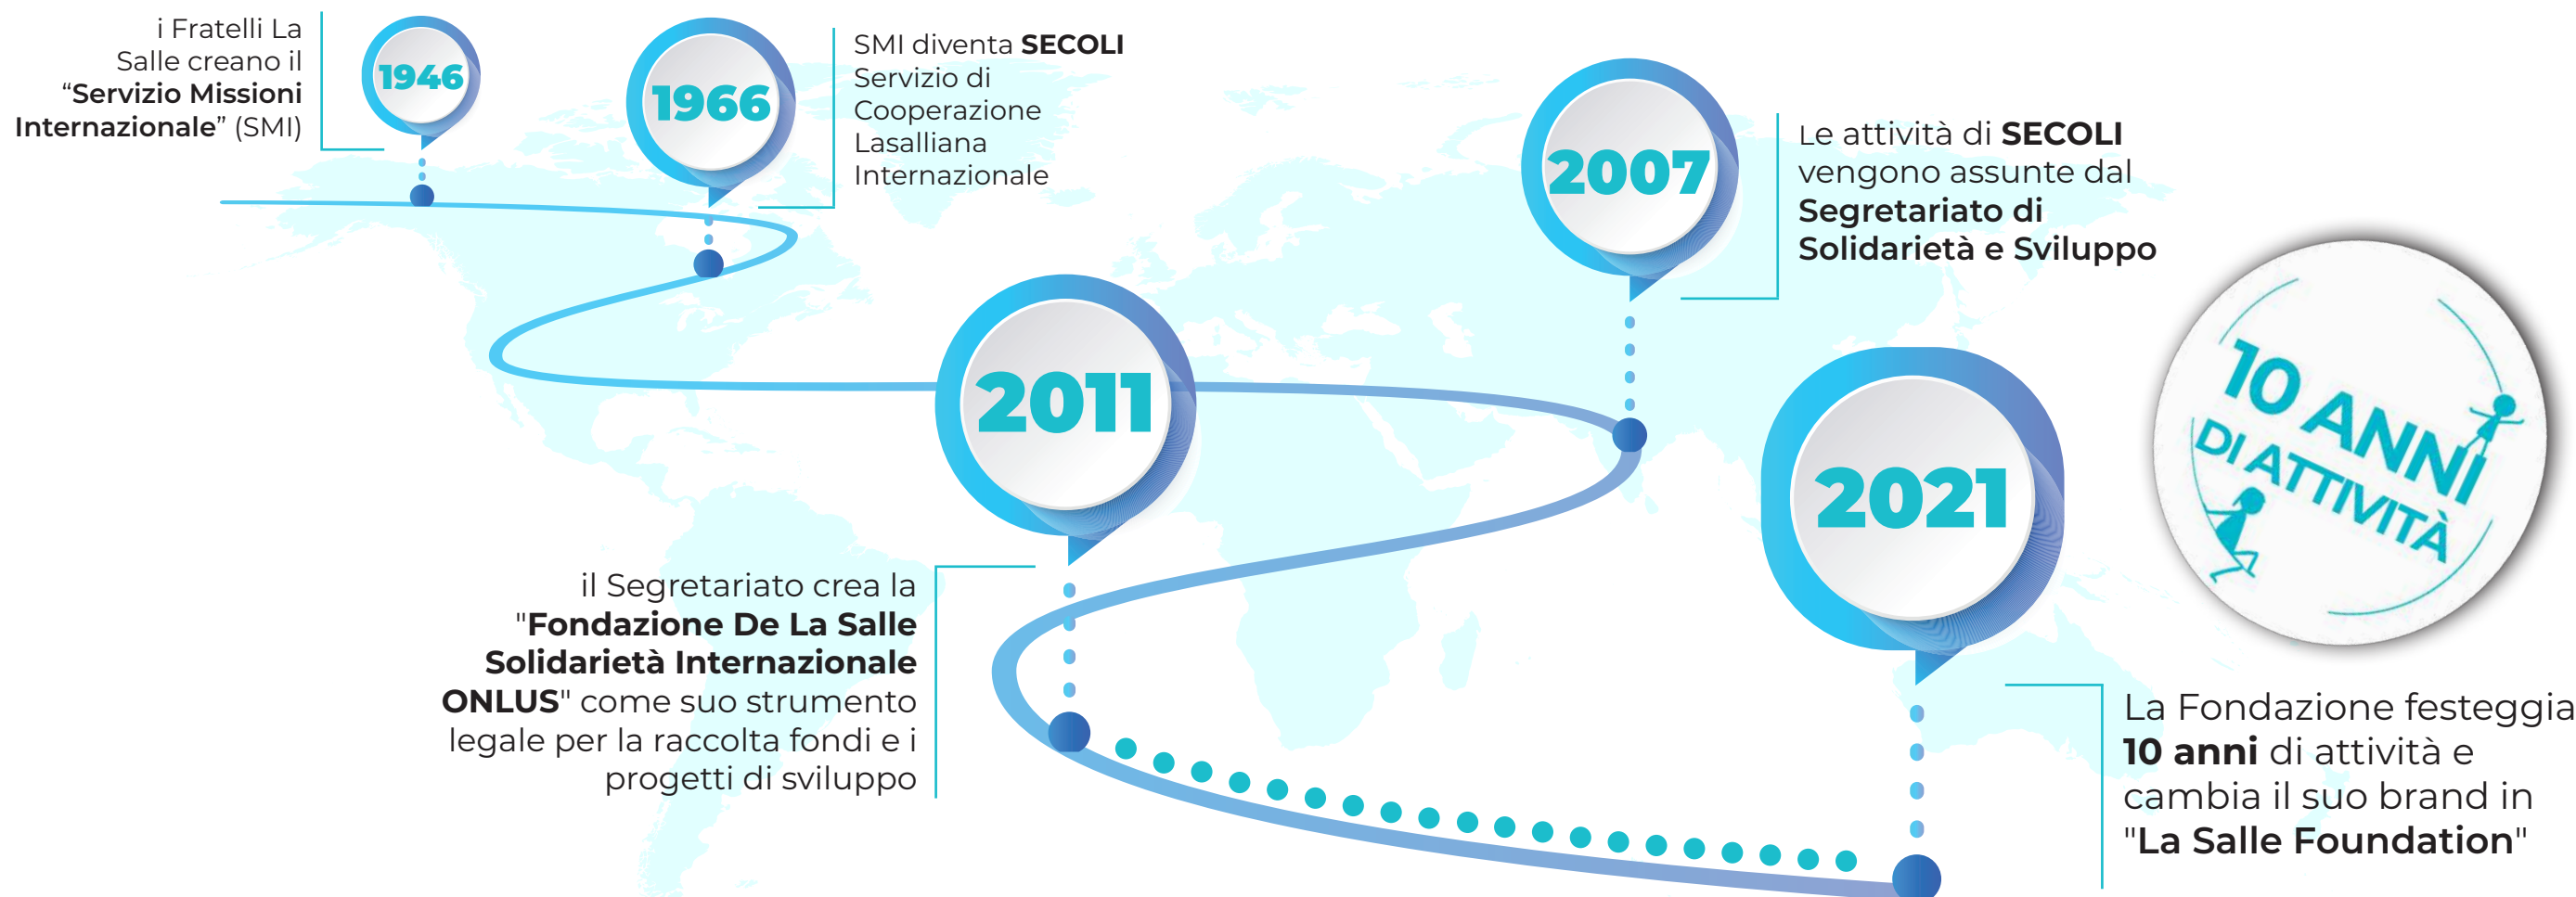 i Fratelli La
Salle creano il
“Servizio Missioni
Internazionale” (SMI)
1946
1966
SMI diventa SECOLI
Servizio di
Cooperazione
Lasalliana
Internazionale
2007
Le attività di SECOLI
vengono assunte dal
Segretariato di
Solidarietà e Sviluppo
2011
il Segretariato crea la
"Fondazione De La Salle
Solidarietà Internazionale
ONLUS" come suo strumento
legale per la raccolta fondi e i
progetti di sviluppo
2021
La Fondazione festeggia
10 anni di attività e
cambia il suo brand in
"La Salle Foundation"
10 ANNI
DI ATTIVITÀ